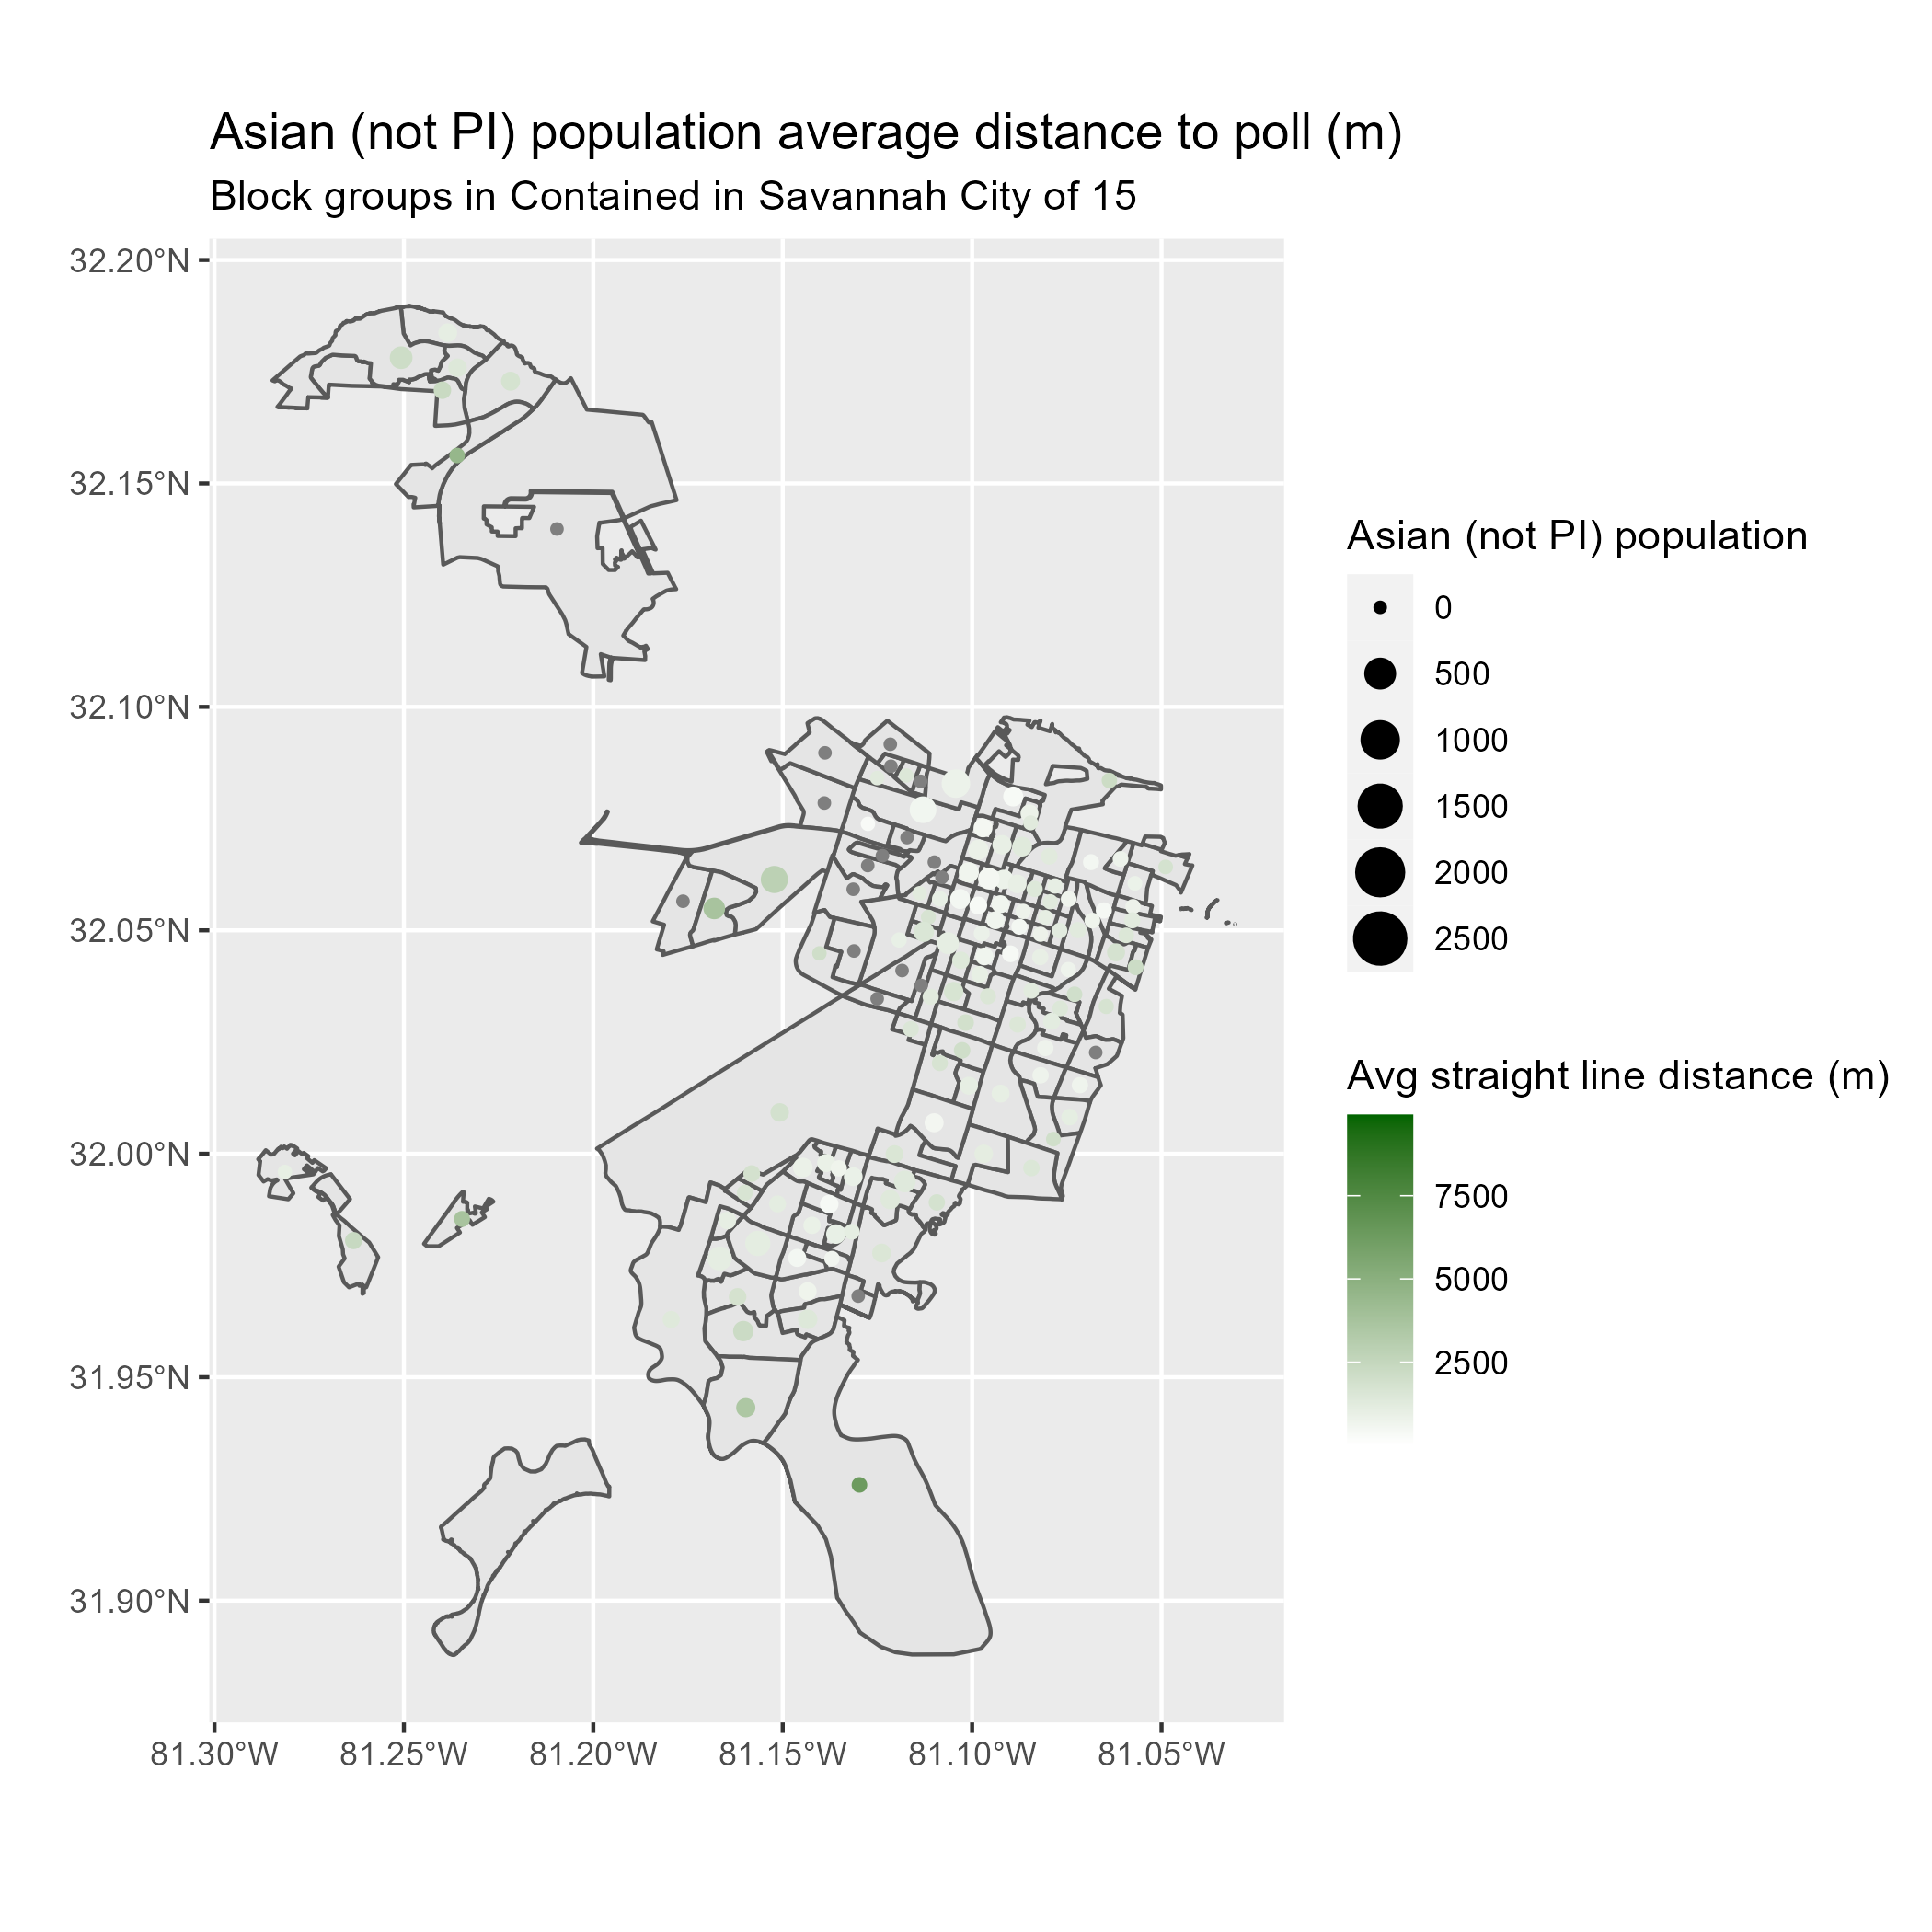 Asian (not PI) population average distance to poll (m)
Block groups in Contained in Savannah City of 15
32.20°N
32.15°N
32.10°N
32.05°N
32.00°N
31.95°N
31.90°N
81.30°W 81.25°W 81.20°W 81.15°W 81.10°W 81.05°W
Asian (not PI) population
0
500
1000
1500
2000
2500
Avg straight line distance (m)
7500
5000
2500